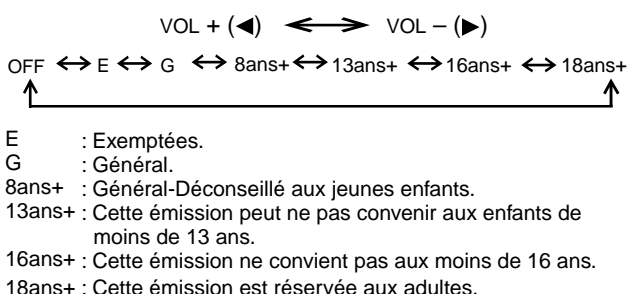 VOL + (◀) ⟺ VOL – (▶)
OFF ↔ E ↔ G ↔ 8ans+ ↔ 13ans+ ↔ 16ans+ ↔ 18ans+
E : Exemptées.
G : Général.
8ans+ : Général-Déconseillé aux jeunes enfants.
13ans+ : Cette émission peut ne pas convenir aux enfants de
moins de 13 ans.
16ans+ : Cette émission ne convient pas aux moins de 16 ans.
18ans+ : Cette émission est réservée aux adultes.